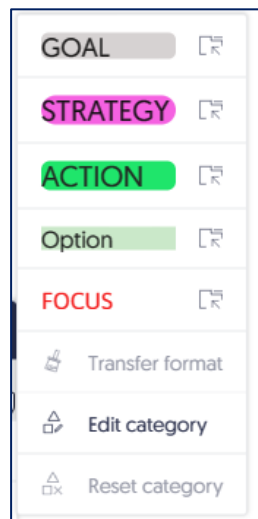 GOAL
STRATEGY
ACTION
Option
FOCUS
Transfer format
Edit category
Reset category